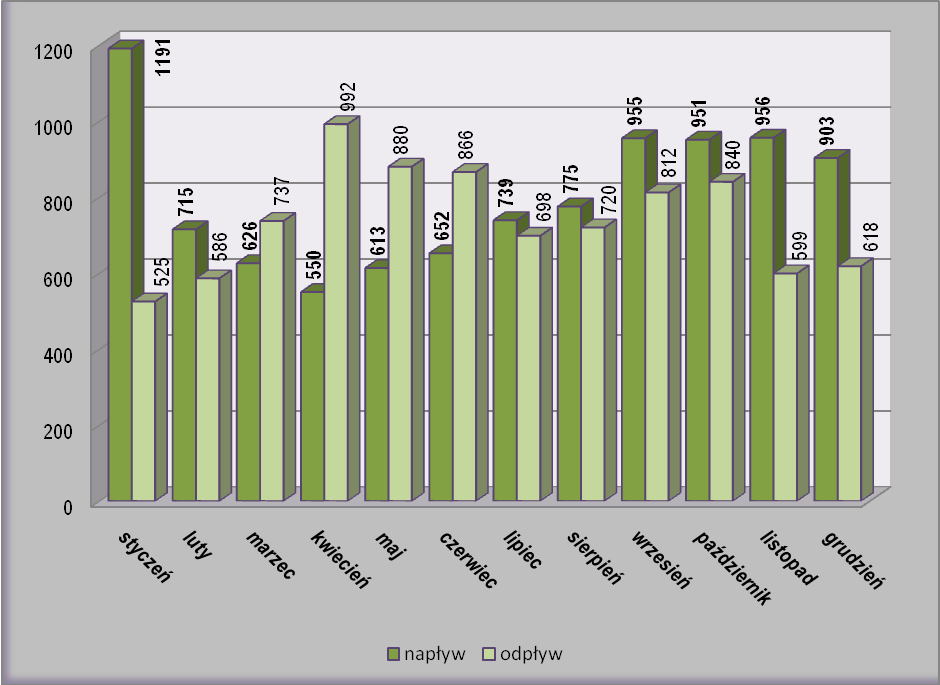 1200
1000
800
600
400
200
0
1191
525
715
586
626
737
550
992
613
880
652
866
739
698
775
720
955
812
951
840
956
599
903
618
styczeń
luty
marzec
kwiecień
maj
czerwiec
lipiec
sierpień
wrzesień
październik
listopad
grudzień
napływ
odpływ